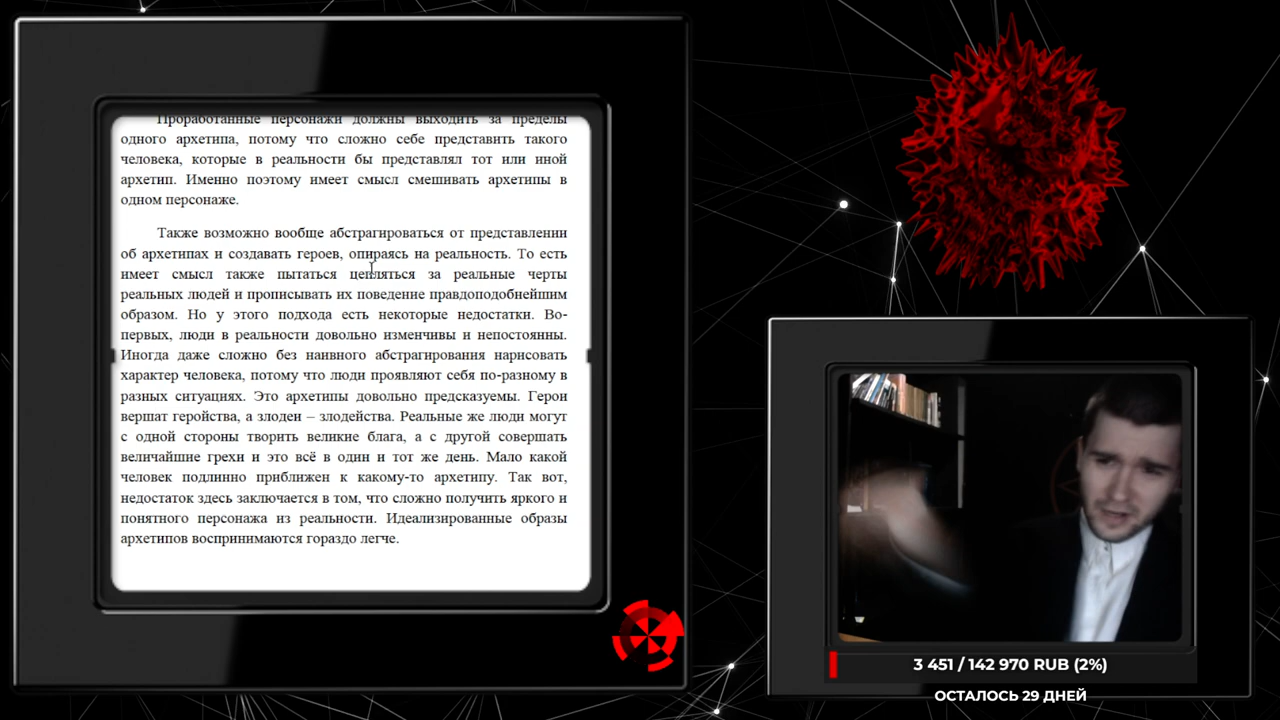 Проработанные персонажи должны выходить за пределы
одного архетипа, потому что сложно себе представить такого
человека, которые в реальности бы представлял тот или иной
архетип. Именно поэтому имеет смысл смешивать архетипы в
одном персонаже.
Также возможно вообще абстрагироваться от представлении
об архетипах и создавать героев, опираясь на реальность. То есть
имеет смысл также пытаться цепляться за реальные черты
реальных людей и прописывать их поведение правдоподобнейшим
образом. Но у этого подхода есть некоторые недостатки. Во-
первых, люди в реальности довольно изменчивы и непостоянны.
Иногда даже сложно без наивного абстрагирования нарисовать
характер человека, потому что люди проявляют себя по-разному в
разных ситуациях. Это архетипы довольно предсказуемы. Герои
вершат геройства, а злодеи – злодейства. Реальные же люди могут
с одной стороны творить великие блага, а с другой совершать
величайшие грехи и это всё в один и тот же день. Мало какой
человек подлинно приближен к какому-то архетипу. Так вот,
недостаток здесь заключается в том, что сложно получить яркого и
понятного персонажа из реальности. Идеализированные образы
архетипов воспринимаются гораздо легче.
3 451 / 142 970 RUB (2%)
ОСТАЛОСЬ 29 ДНЕЙ